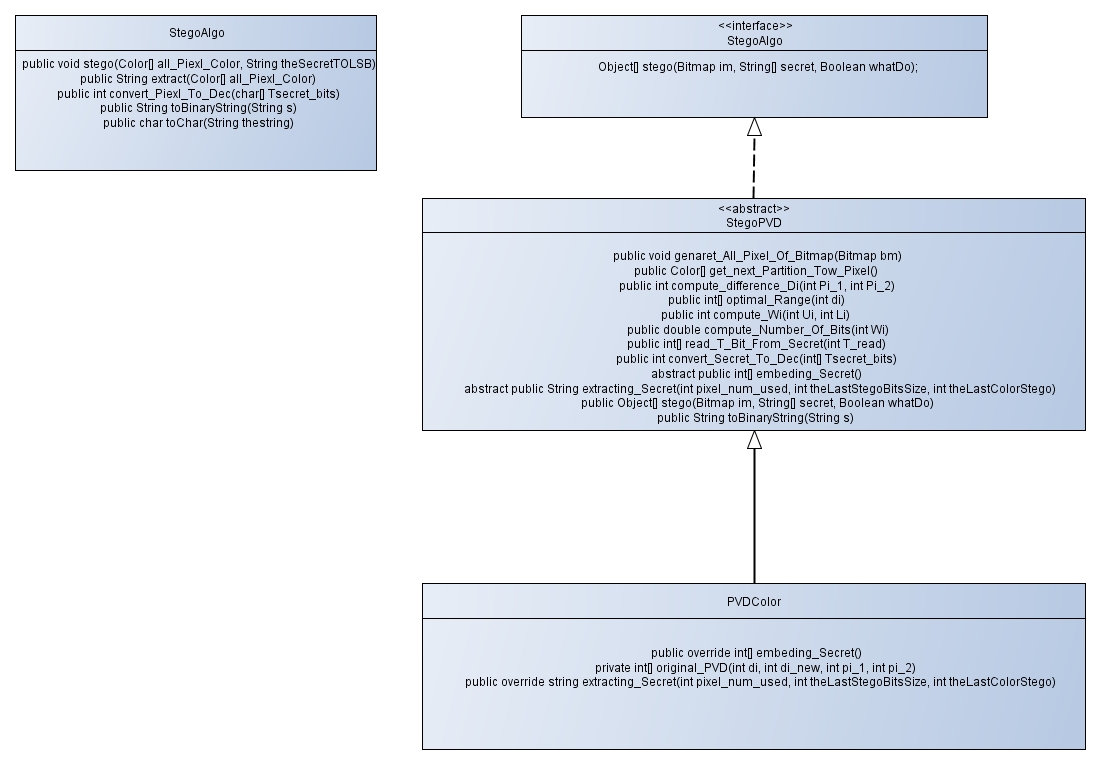 StegoAlgo
public void stego(Color[] all_Piexl_Color, String theSecretTOLSB)
public String extract(Color[] all_Piexl_Color)
public int convert_Piexl_To_Dec(char[] Tsecret_bits)
public String toBinaryString(String s)
public char toChar(String thestring)
<<interface>>
StegoAlgo
Object[] stego(Bitmap im, String[] secret, Boolean whatDo);
<<abstract>>
StegoPVD
public void genaret_All_Pixel_Of_Bitmap(Bitmap bm)
public Color[] get_next_Partition_Tow_Pixel()
public int compute_difference_Di(int Pi_1, int Pi_2)
public int[] optimal_Range(int di)
public int compute_Wi(int Ui, int Li)
public double compute_Number_Of_Bits(int Wi)
public int[] read_T_Bit_From_Secret(int T_read)
public int convert_Secret_To_Dec(int[] Tsecret_bits)
abstract public int[] embeding_Secret()
abstract public String extracting_Secret(int pixel_num_used, int theLastStegoBitsSize, int theLastColorStego)
public Object[] stego(Bitmap im, String[] secret, Boolean whatDo)
public String toBinaryString(String s)
PVDColor
public override int[] embeding_Secret()
private int[] original_PVD(int di, int di_new, int pi_1, int pi_2)
public override string extracting_Secret(int pixel_num_used, int theLastStegoBitsSize, int theLastColorStego)